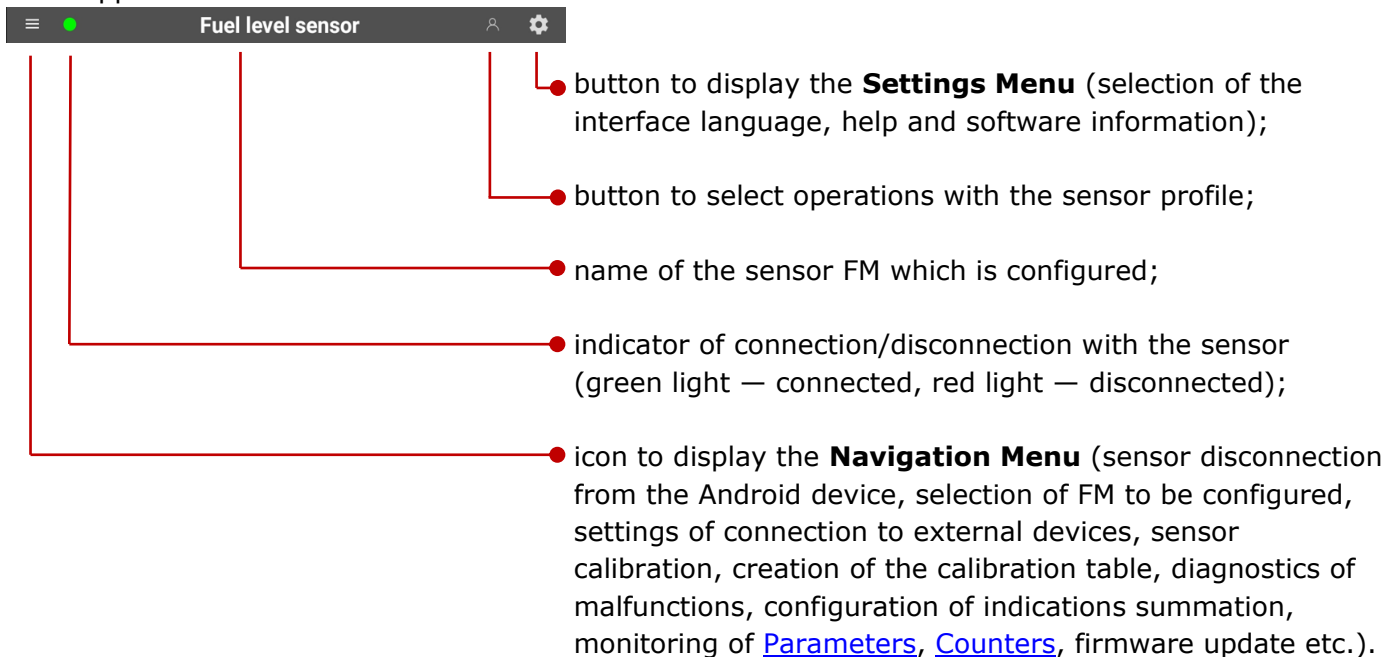 Fuel level sensor
button to display the Settings Menu (selection of the
interface language, help and software information);
button to select operations with the sensor profile;
name of the sensor FM which is configured;
indicator of connection/disconnection with the sensor
(green light — connected, red light — disconnected);
icon to display the Navigation Menu (sensor disconnection
from the Android device, selection of FM to be configured,
settings of connection to external devices, sensor
calibration, creation of the calibration table, diagnostics of
malfunctions, configuration of indications summation,
monitoring of Parameters, Counters, firmware update etc.).